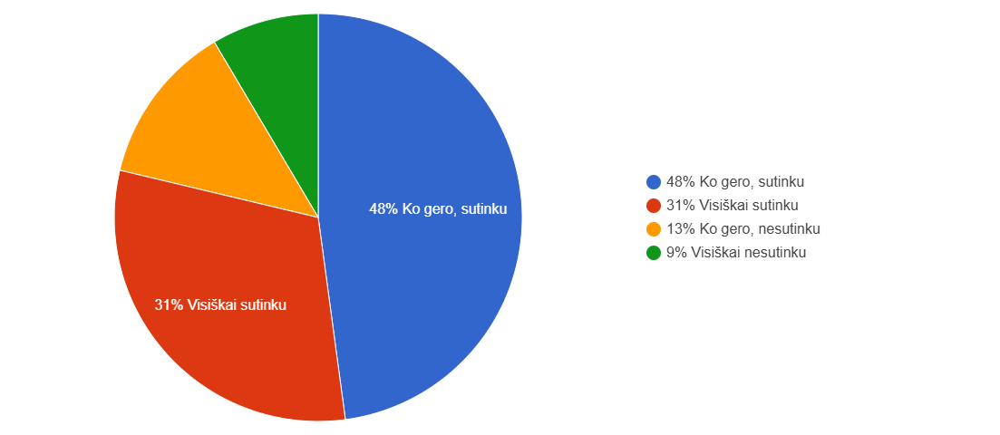 48% Ko gero, sutinku
31% Visiškai sutinku
48% Ko gero, sutinku
31% Visiškai sutinku
13% Ko gero, nesutinku
9% Visiškai nesutinku